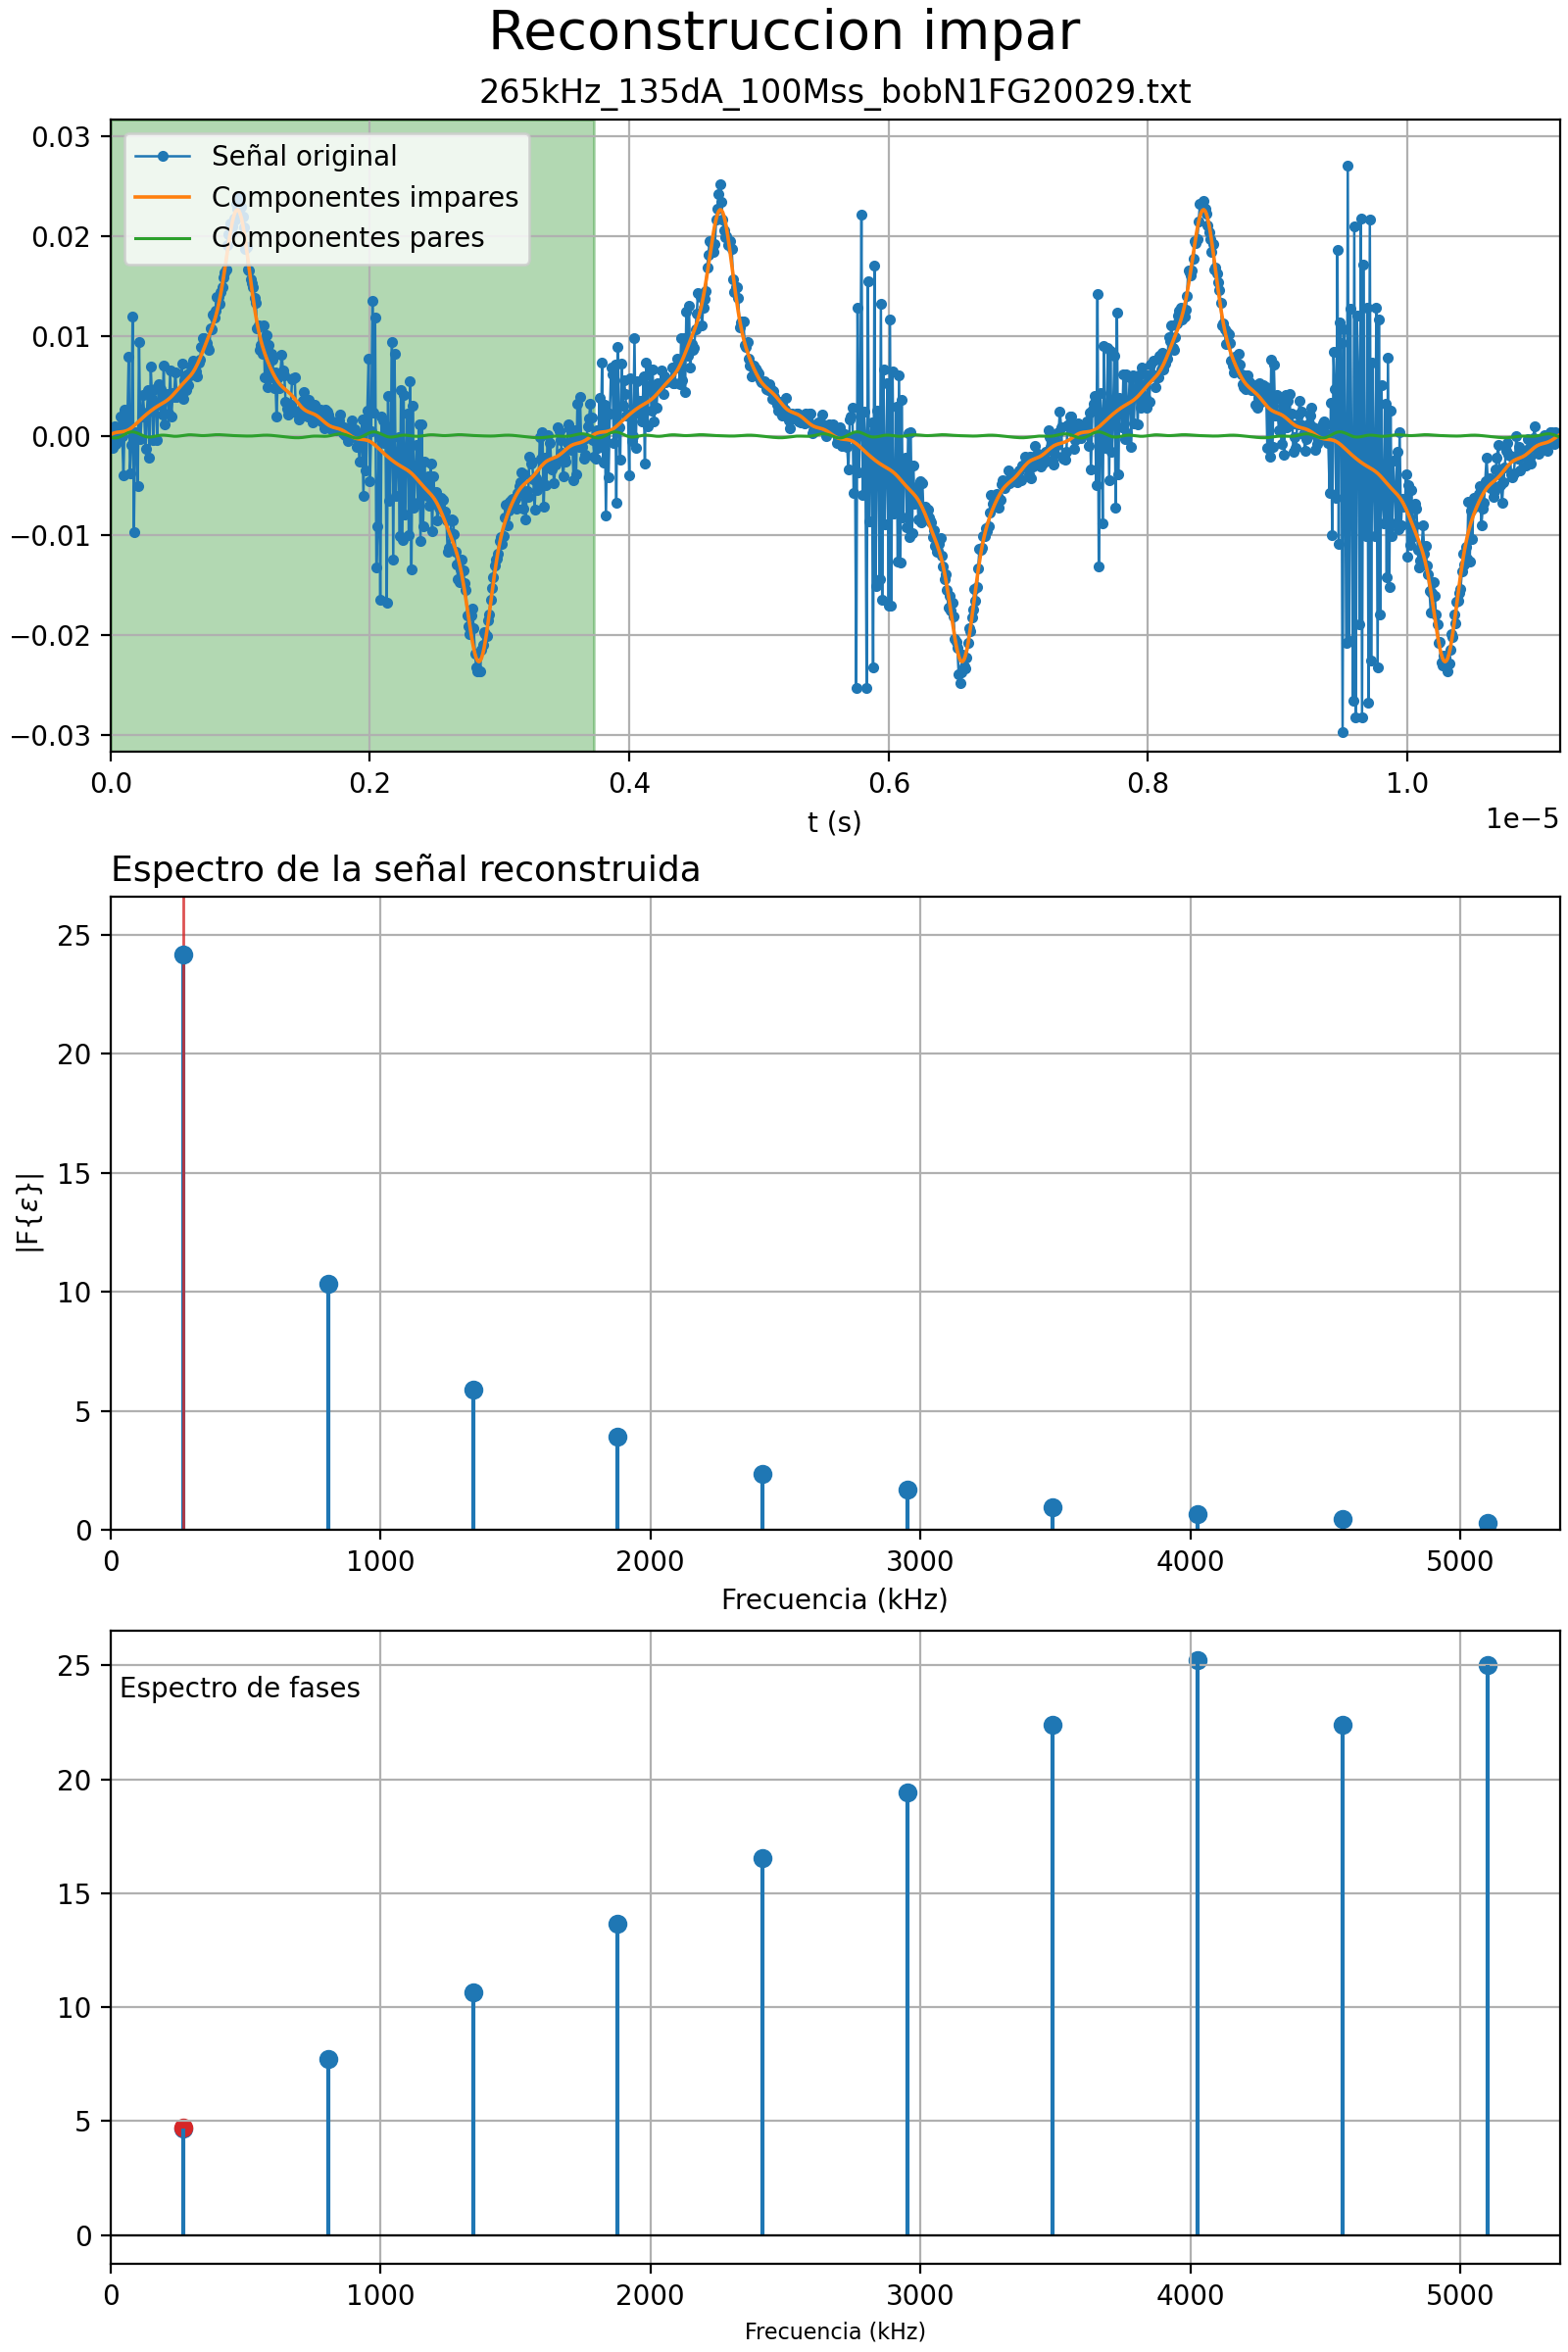 Reconstruccion impar
265kHz_135dA_100Mss_bobN1FG20029.txt
Señal original
Componentes impares
Componentes pares
0.03
0.02
0.01
0.00
−0.01
−0.02
−0.03
0.0 0.2 0.4 0.6 0.8 1.0
1e−5
t (s)
Espectro de la señal reconstruida
25
20
15
10
5
0
|F{ε}|
0 1000 2000 3000 4000 5000
Frecuencia (kHz)
Espectro de fases
25
20
15
10
5
0
0 1000 2000 3000 4000 5000
Frecuencia (kHz)